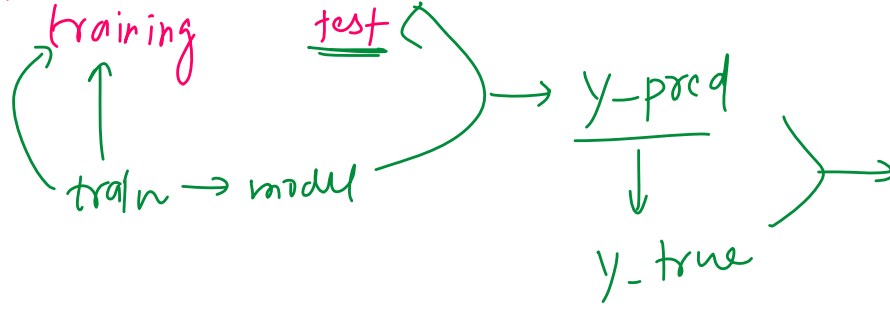 training test
y_pred
train → model
y_true